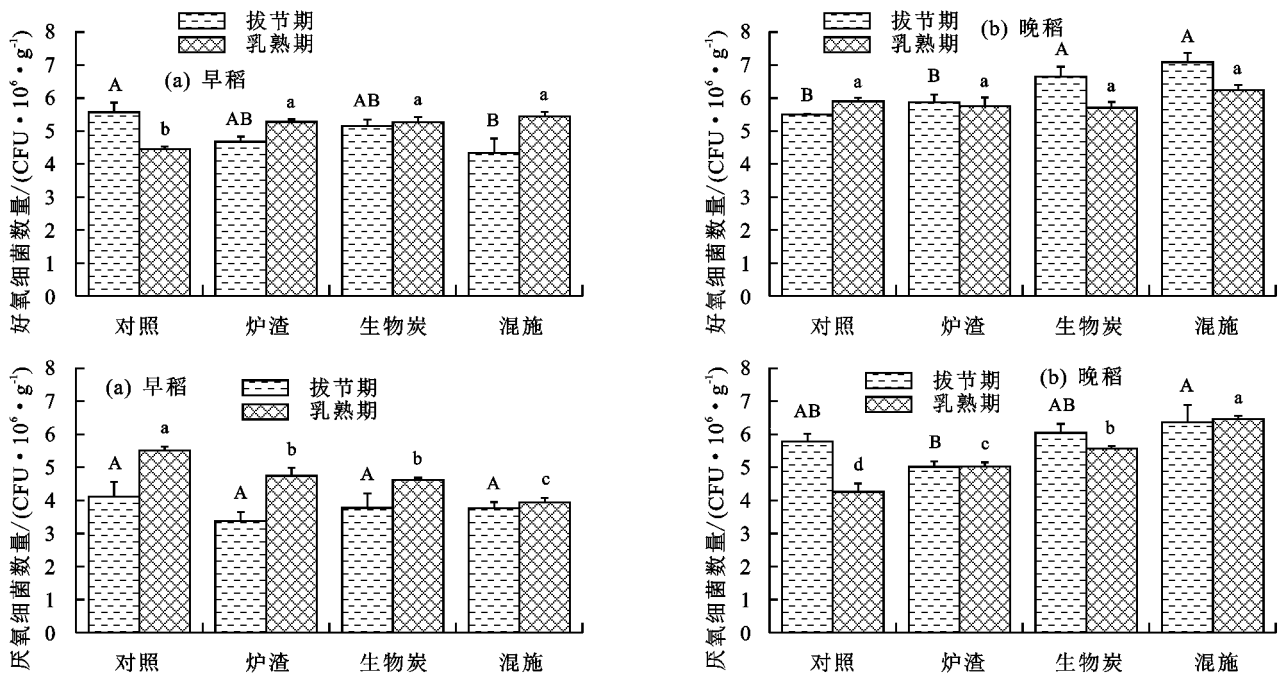 好氧细菌数量/(CFU·10⁶·g⁻¹)
8
7
6
5
4
3
2
1
0
拔节期
乳熟期
(a) 早稻
A
b
AB
a
AB
a
B
a
对照 炉渣 生物炭 混施
好氧细菌数量/(CFU·10⁶·g⁻¹)
8
7
6
5
4
3
2
1
0
拔节期
乳熟期
(b) 晚稻
B
a
B
a
A
a
A
a
对照 炉渣 生物炭 混施
厌氧细菌数量/(CFU·10⁶·g⁻¹)
8
7
6
5
4
3
2
1
0
(a) 早稻
拔节期
乳熟期
A
a
A
b
A
b
A
c
对照 炉渣 生物炭 混施
厌氧细菌数量/(CFU·10⁶·g⁻¹)
8
7
6
5
4
3
2
1
0
拔节期
乳熟期
(b) 晚稻
AB
d
B
c
AB
b
A
a
对照 炉渣 生物炭 混施